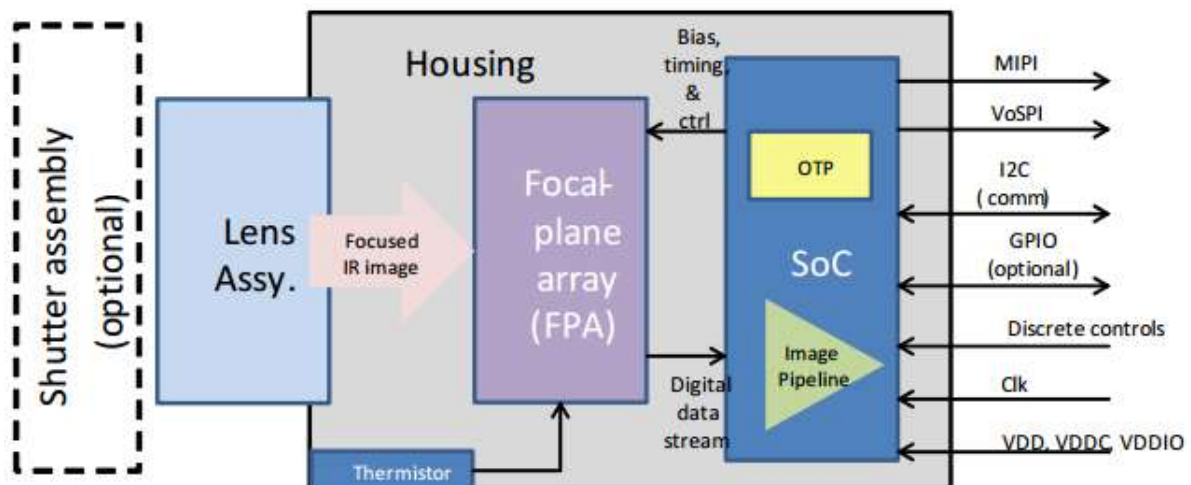 Shutter assembly
(optional)
Housing
Lens
Assy.
Focused
IR image
Focal-
plane
array
(FPA)
Thermistor
Bias,
timing,
&
ctrl
Digital
data
stream
OTP
SoC
Image
Pipeline
MIPI
VoSPI
I2C
( comm)
GPIO
(optional)
Discrete controls
Clk
VDD, VDDC, VDDIO